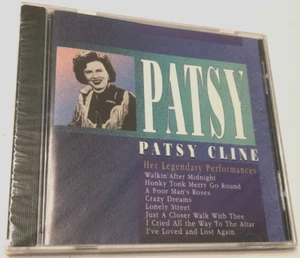 PATSY
PATSY CLINE
Her Legendary Performances
Walkin'After Midnight
Honky Tonk Merry Go Round
A Poor Man's Roses
Crazy Dreams
Lonely Street
Just A Closer Walk With Thee
I Cried All the Way To The Altar
I've Loved and Lost Again